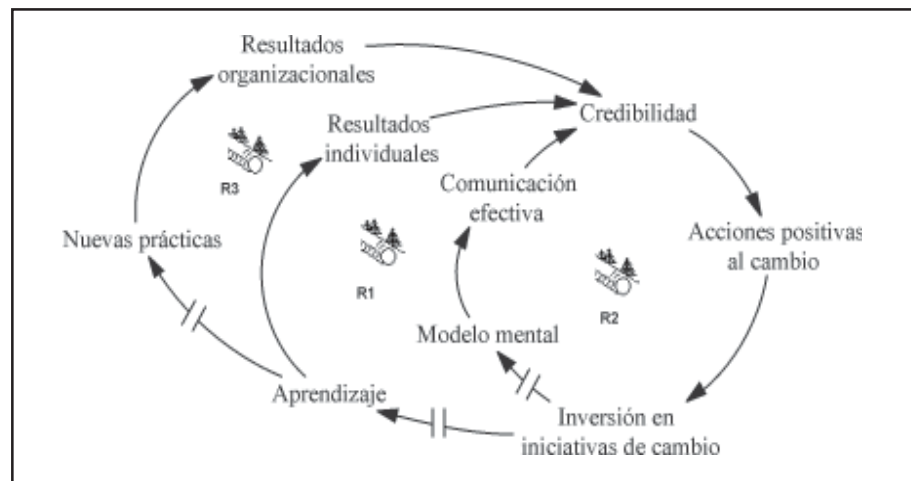 Resultados
organizacionales
Resultados
individuales
Credibilidad
R3
Comunicación
efectiva
Nuevas prácticas
Acciones positivas
al cambio
R1
R2
Modelo mental
Aprendizaje
Inversión en
iniciativas de cambio